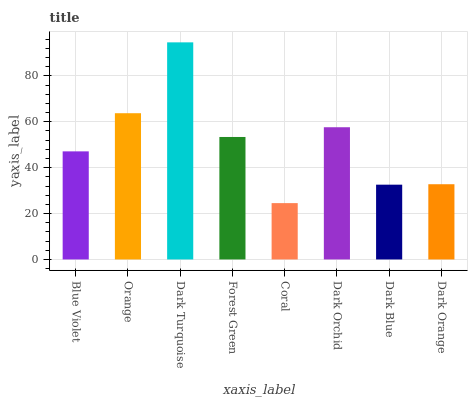 title
yaxis_label
80
60
40
20
0
Blue Violet
Orange
Dark Turquoise
Forest Green
Coral
Dark Orchid
Dark Blue
Dark Orange
xaxis_label